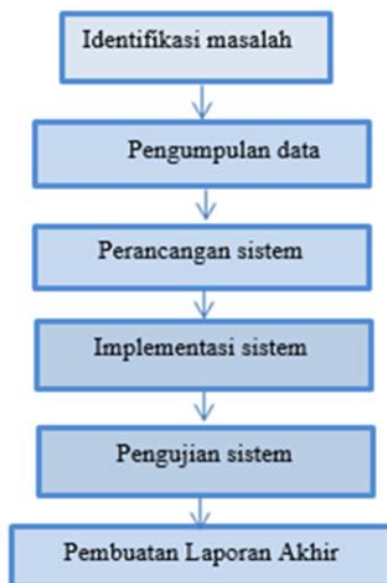 Identifikasi masalah
Pengumpulan data
Perancangan sistem
Implementasi sistem
Pengujian sistem
Pembuatan Laporan Akhir